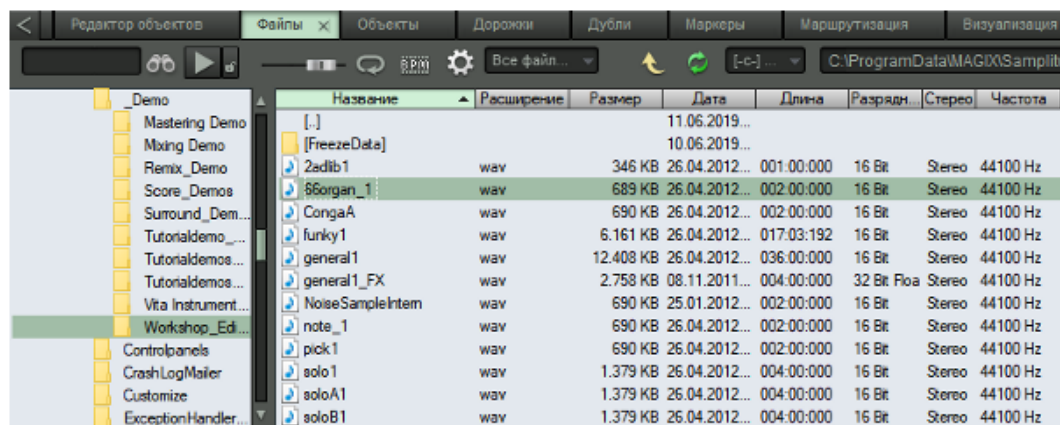 Редактор объектов Файлы Объекты Дорожки Дубли Маркеры Маршрутизация Визуализация
BPM Все файл... [-c-] ... C:\ProgramData\MAGIX\Samplit
_Demo Название Расширение Размер Дата Длина Разрядн... Стерео Частота
Mastering Demo [..] 11.06.2019...
Mixing Demo [FreezeData] 10.06.2019...
Remix_Demo 2adlib1 wav 346 KB 26.04.2012... 001:00:000 16 Bit Stereo 44100 Hz
Score_Demos 66organ_1 wav 689 KB 26.04.2012... 002:00:000 16 Bit Stereo 44100 Hz
Surround_Dem... CongaA wav 690 KB 26.04.2012... 002:00:000 16 Bit Stereo 44100 Hz
Tutorialdemo_... funky1 wav 6.161 KB 26.04.2012... 017:03:192 16 Bit Stereo 44100 Hz
Tutorialdemos... general1 wav 12.408 KB 26.04.2012... 036:00:000 16 Bit Stereo 44100 Hz
Tutorialdemos... general1_FX wav 2.758 KB 08.11.2011... 004:00:000 32 Bit Floa Stereo 44100 Hz
Vita Instrument... NoiseSampleIntern wav 690 KB 25.01.2012... 002:00:000 16 Bit Stereo 44100 Hz
Workshop_Edi... note_1 wav 690 KB 26.04.2012... 002:00:000 16 Bit Stereo 44100 Hz
Controlpanels pick1 wav 690 KB 26.04.2012... 002:00:000 16 Bit Stereo 44100 Hz
CrashLogMailer solo1 wav 1.379 KB 26.04.2012... 004:00:000 16 Bit Stereo 44100 Hz
Customize soloA1 wav 1.379 KB 26.04.2012... 004:00:000 16 Bit Stereo 44100 Hz
ExceptionHandler... soloB1 wav 1.379 KB 26.04.2012... 004:00:000 16 Bit Stereo 44100 Hz